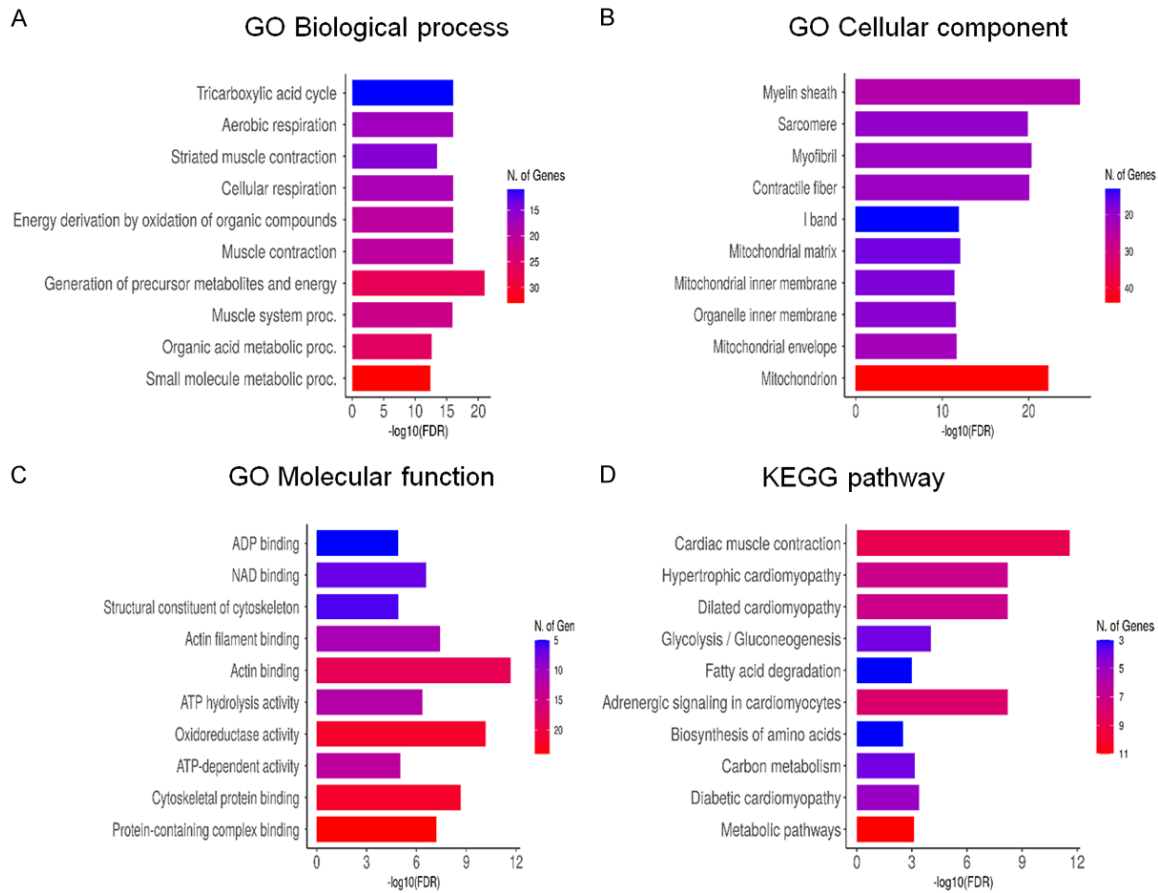 A
GO Biological process
Tricarboxylic acid cycle
Aerobic respiration
Striated muscle contraction
Cellular respiration
Energy derivation by oxidation of organic compounds
Muscle contraction
Generation of precursor metabolites and energy
Muscle system proc.
Organic acid metabolic proc.
Small molecule metabolic proc.
0 5 10 15 20
-log10(FDR)
N. of Genes
15
20
25
30
B
GO Cellular component
Myelin sheath
Sarcomere
Myofibril
Contractile fiber
I band
Mitochondrial matrix
Mitochondrial inner membrane
Organelle inner membrane
Mitochondrial envelope
Mitochondrion
0 10 20
-log10(FDR)
N. of Genes
20
30
40
C
GO Molecular function
ADP binding
NAD binding
Structural constituent of cytoskeleton
Actin filament binding
Actin binding
ATP hydrolysis activity
Oxidoreductase activity
ATP-dependent activity
Cytoskeletal protein binding
Protein-containing complex binding
0 3 6 9 12
-log10(FDR)
N. of Gen
5
10
15
20
D
KEGG pathway
Cardiac muscle contraction
Hypertrophic cardiomyopathy
Dilated cardiomyopathy
Glycolysis / Gluconeogenesis
Fatty acid degradation
Adrenergic signaling in cardiomyocytes
Biosynthesis of amino acids
Carbon metabolism
Diabetic cardiomyopathy
Metabolic pathways
0 3 6 9 12
-log10(FDR)
N. of Genes
3
5
7
9
11